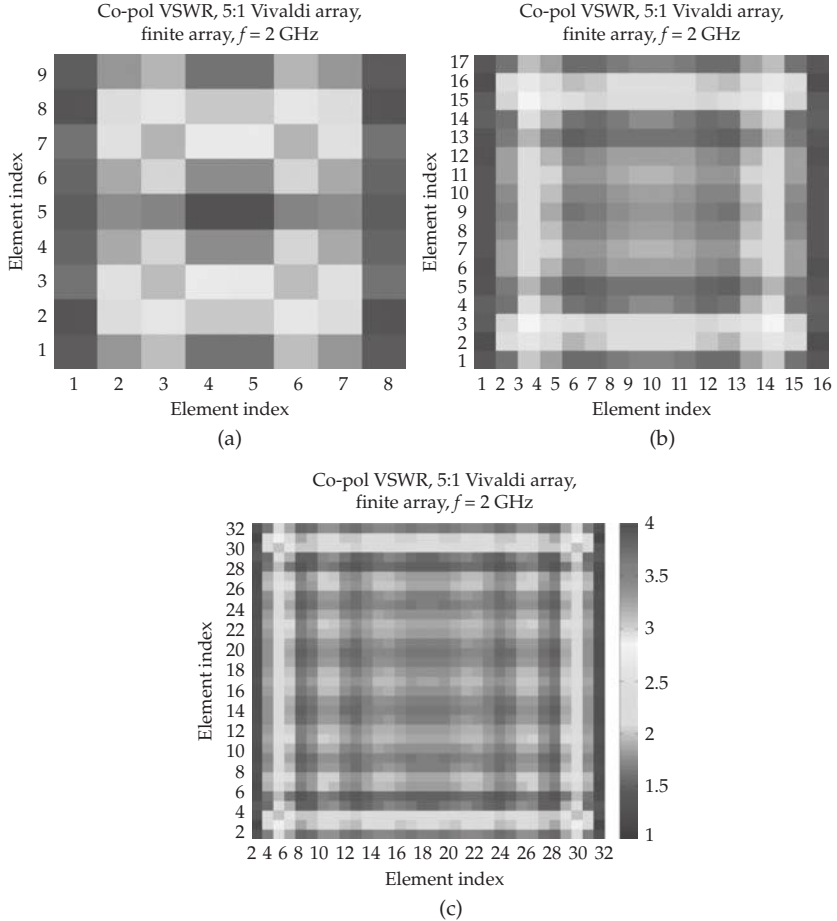 Co-pol VSWR, 5:1 Vivaldi array,
finite array, f = 2 GHz
9
8
7
6
5
4
3
2
1
Element index
1 2 3 4 5 6 7 8
Element index
(a)
Co-pol VSWR, 5:1 Vivaldi array,
finite array, f = 2 GHz
17
16
15
14
13
12
11
10
9
8
7
6
5
4
3
2
1
Element index
1 2 3 4 5 6 7 8 9 10 11 12 13 14 15 16
Element index
(b)
Co-pol VSWR, 5:1 Vivaldi array,
finite array, f = 2 GHz
32
30
28
26
24
22
20
18
16
14
12
10
8
6
4
2
Element index
2 4 6 8 10 12 14 16 18 20 22 24 26 28 30 32
Element index
4
3.5
3
2.5
2
1.5
1
(c)